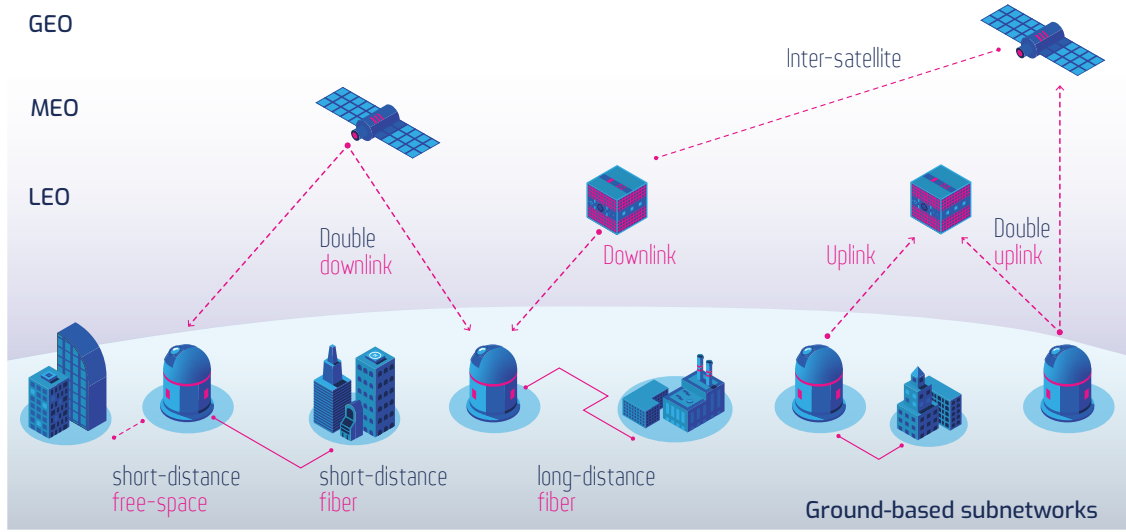 GEO
Inter-satellite
MEO
LEO
Double
downlink
Downlink
Uplink
Double
uplink
short-distance
free-space
short-distance
fiber
long-distance
fiber
Ground-based subnetworks